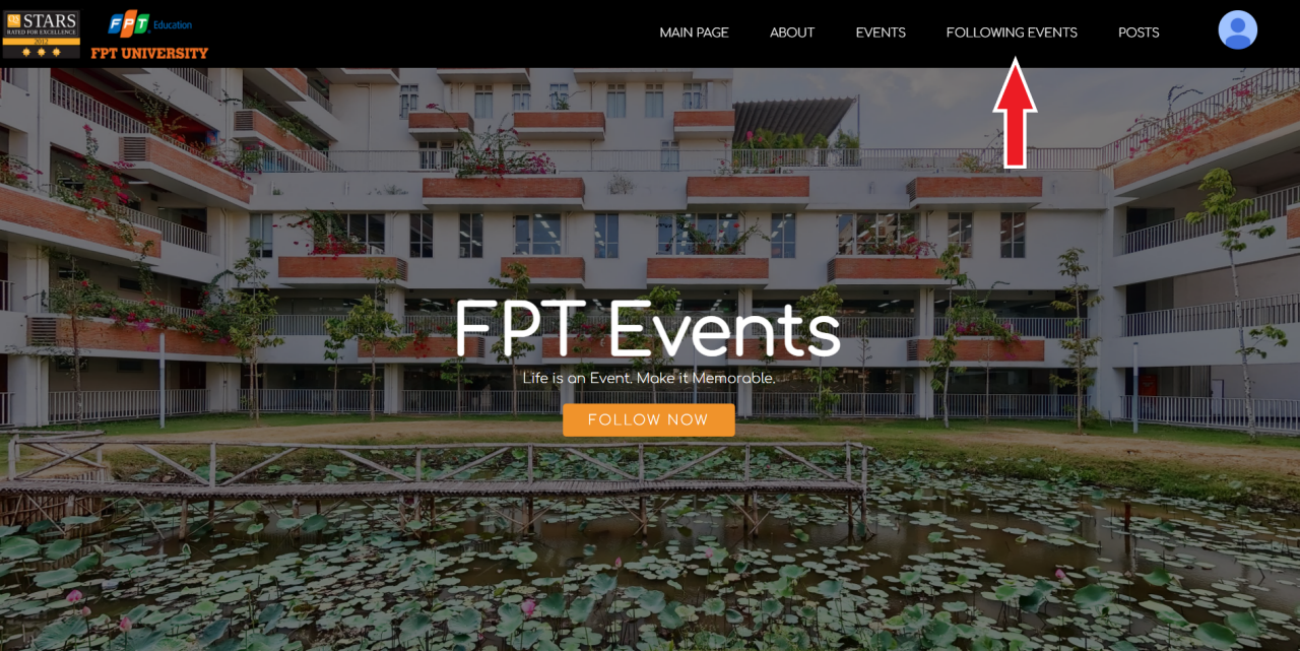 STARS
RATED FOR EXCELLENCE
2012
FPT Education
FPT UNIVERSITY
MAIN PAGE ABOUT EVENTS FOLLOWING EVENTS POSTS
FPT Events
Life is an Event. Make it Memorable.
FOLLOW NOW